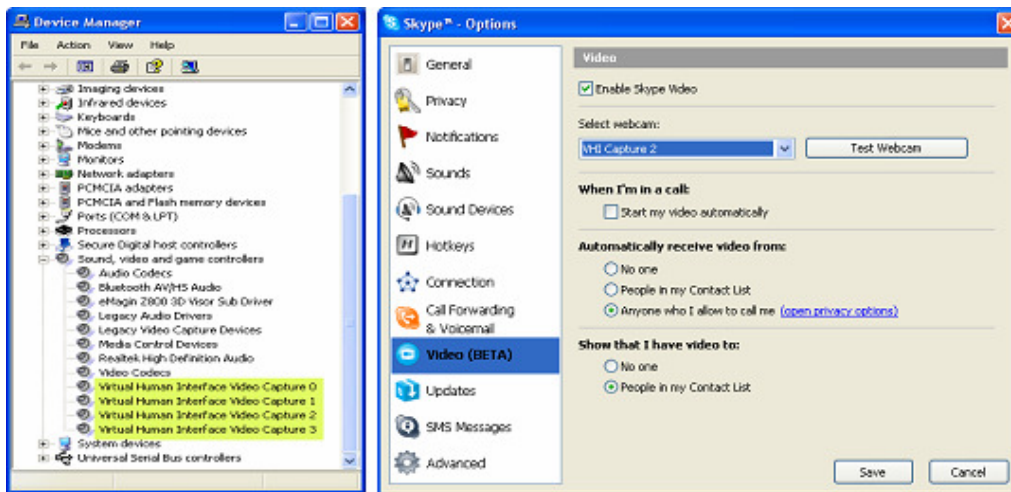 Device Manager
File Action View Help
Imaging devices
Infrared devices
Keyboards
Mice and other pointing devices
Modems
Monitors
Network adapters
PCMCIA adapters
PCMCIA and Flash memory devices
Ports (COM & LPT)
Processors
Secure Digital host controllers
Sound, video and game controllers
Audio Codecs
Bluetooth AV/HS Audio
eMagin Z800 3D Visor Sub Driver
Legacy Audio Drivers
Legacy Video Capture Devices
Media Control Devices
Realtek High Definition Audio
Video Codecs
Virtual Human Interface Video Capture 0
Virtual Human Interface Video Capture 1
Virtual Human Interface Video Capture 2
Virtual Human Interface Video Capture 3
System devices
Universal Serial Bus controllers
Skype™ - Options
General
Privacy
Notifications
Sounds
Sound Devices
Hotkeys
Connection
Call Forwarding
& Voicemail
Video (BETA)
Updates
SMS Messages
Advanced
Video
Enable Skype Video
Select webcam:
VHI Capture 2
Test Webcam
When I'm in a call:
Start my video automatically
Automatically receive video from:
No one
People in my Contact List
Anyone who I allow to call me (open privacy options)
Show that I have video to:
No one
People in my Contact List
Save
Cancel